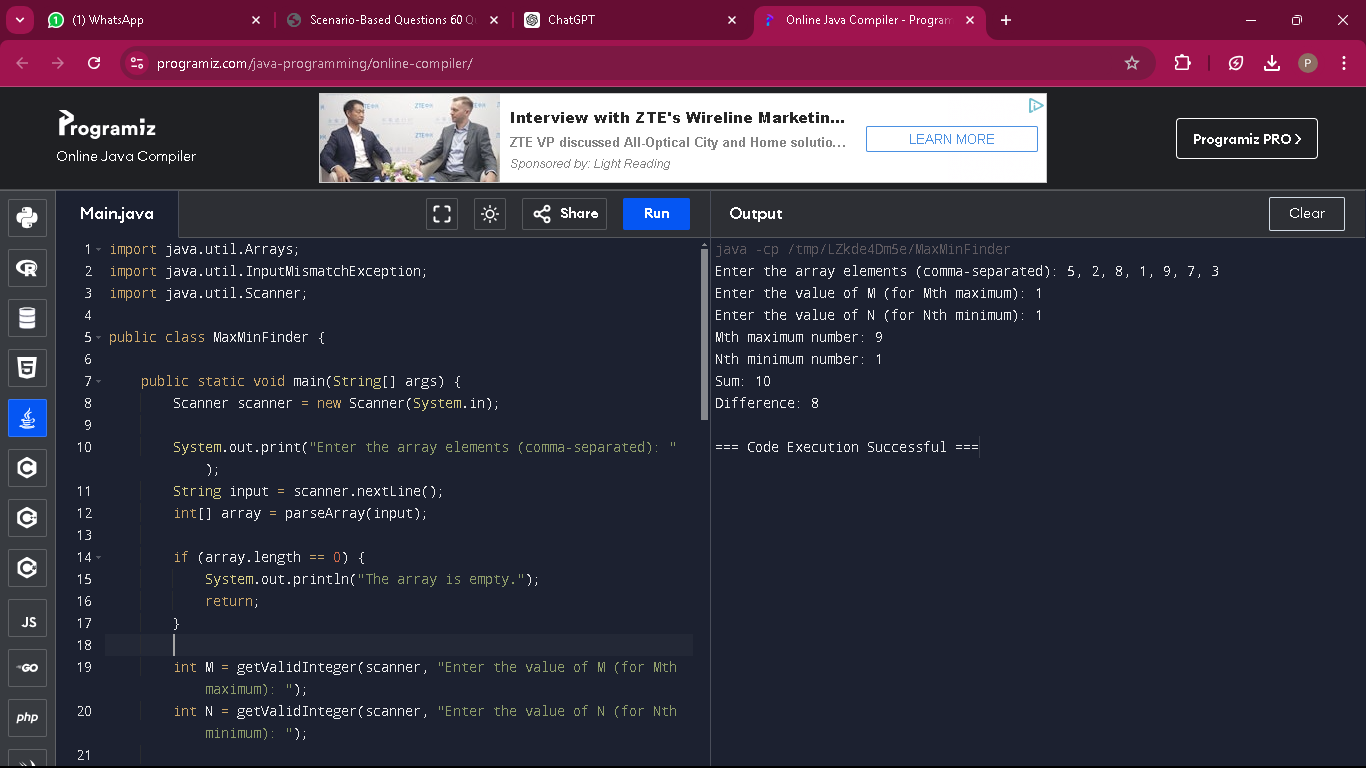 (1) WhatsApp
Scenario-Based Questions 60 Q
ChatGPT
Online Java Compiler - Program
programiz.com/java-programming/online-compiler/
P
Programiz
Online Java Compiler
Interview with ZTE's Wireline Marketin...
ZTE VP discussed All-Optical City and Home solutio...
Sponsored by: Light Reading
LEARN MORE
Programiz PRO >
Main.java
Share
Run
Output
Clear
1 import java.util.Arrays;
2 import java.util.InputMismatchException;
3 import java.util.Scanner;
4
5 public class MaxMinFinder {
6
7 public static void main(String[] args) {
8 Scanner scanner = new Scanner(System.in);
9
10 System.out.print("Enter the array elements (comma-separated): "
);
11 String input = scanner.nextLine();
12 int[] array = parseArray(input);
13
14 if (array.length == 0) {
15 System.out.println("The array is empty.");
16 return;
17 }
18
19 int M = getValidInteger(scanner, "Enter the value of M (for Mth
maximum): ");
20 int N = getValidInteger(scanner, "Enter the value of N (for Nth
minimum): ");
21
java -cp /tmp/LZkde4Dm5e/MaxMinFinder
Enter the array elements (comma-separated): 5, 2, 8, 1, 9, 7, 3
Enter the value of M (for Mth maximum): 1
Enter the value of N (for Nth minimum): 1
Mth maximum number: 9
Nth minimum number: 1
Sum: 10
Difference: 8
=== Code Execution Successful ===
R
5
C
C
C
JS
GO
php